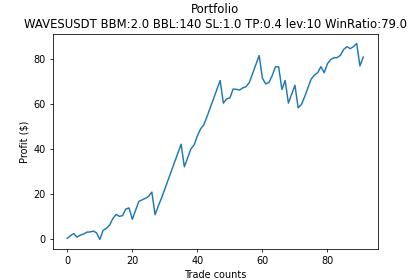 Portfolio
WAVESUSDT BBM:2.0 BBL:140 SL:1.0 TP:0.4 lev:10 WinRatio:79.0
80
60
40
20
0
Profit ($)
0 20 40 60 80
Trade counts